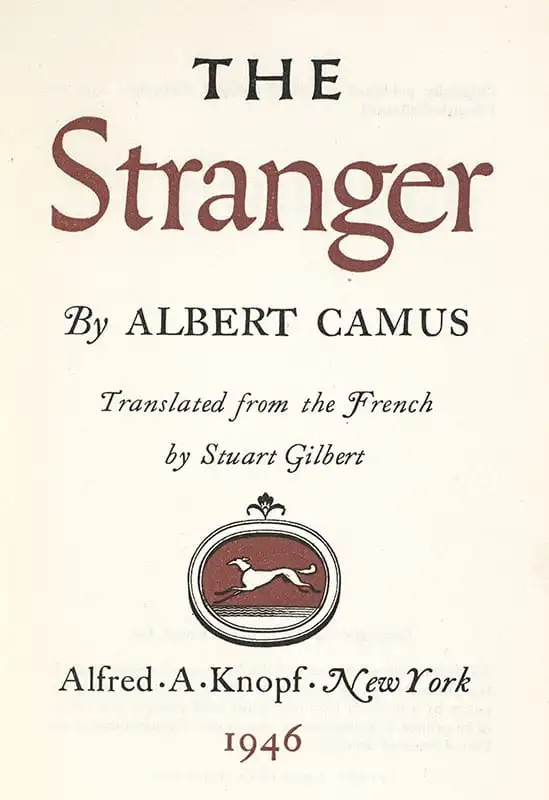 THE
Stranger
By ALBERT CAMUS
Translated from the French
by Stuart Gilbert
Alfred·A·Knopf·New York
1946